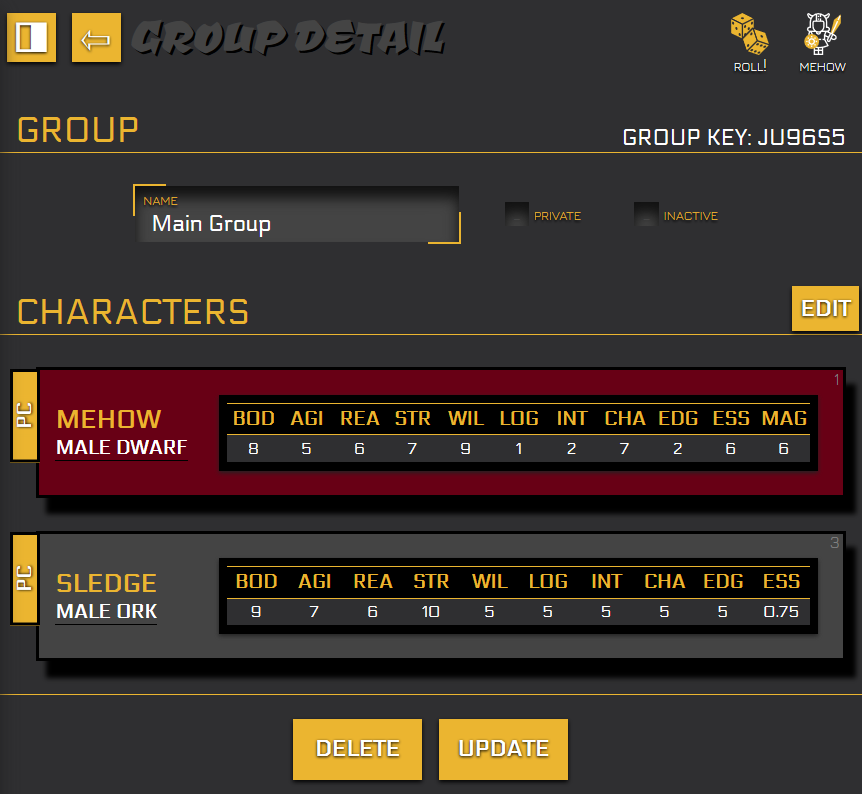 GROUP DETAIL
ROLL!
MEHOW
GROUP
GROUP KEY: JU96S5
NAME
Main Group
PRIVATE
INACTIVE
CHARACTERS
EDIT
1
PC
MEHOW
MALE DWARF
BOD AGI REA STR WIL LOG INT CHA EDG ESS MAG
8 5 6 7 9 1 2 7 2 6 6
3
PC
SLEDGE
MALE ORK
BOD AGI REA STR WIL LOG INT CHA EDG ESS
9 7 6 10 5 5 5 5 5 0.75
DELETE
UPDATE